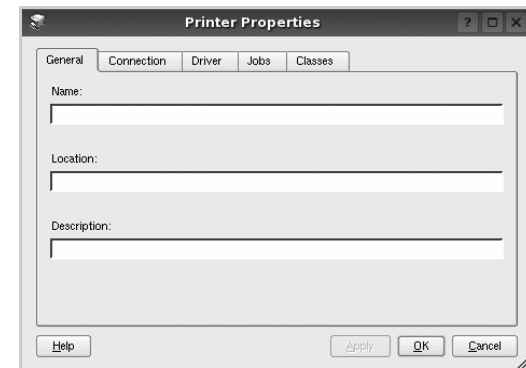 Printer Properties
?
General Connection Driver Jobs Classes
Name:
Location:
Description:
Help Apply OK Cancel